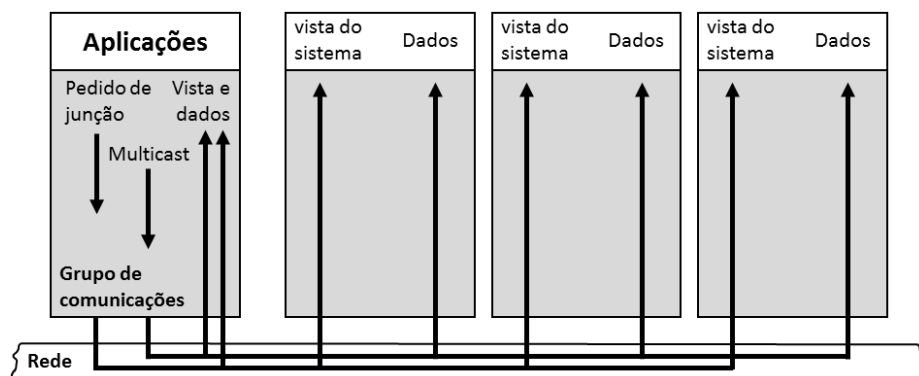 Aplicações
Pedido de
junção
Vista e
dados
Multicast
Grupo de
comunicações
vista do
sistema
Dados
vista do
sistema
Dados
vista do
sistema
Dados
Rede